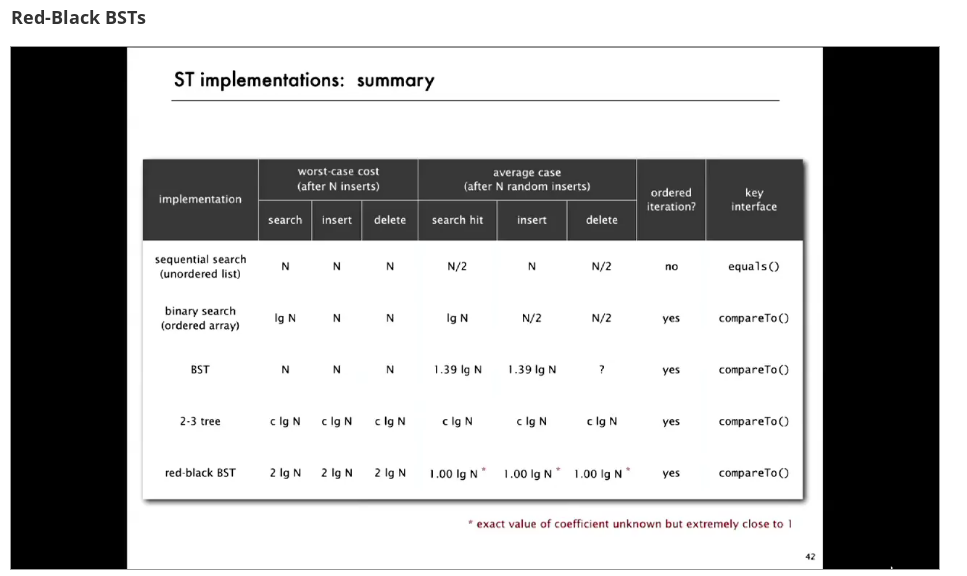 Red-Black BSTs
ST implementations: summary
implementation
worst-case cost
(after N inserts)
average case
(after N random inserts)
ordered
iteration?
key
interface
search insert delete search hit insert delete
sequential search
(unordered list)
N N N N/2 N N/2 no equals()
binary search
(ordered array)
lg N N N lg N N/2 N/2 yes compareTo()
BST N N N 1.39 lg N 1.39 lg N ? yes compareTo()
2-3 tree c lg N c lg N c lg N c lg N c lg N c lg N yes compareTo()
red-black BST 2 lg N 2 lg N 2 lg N 1.00 lg N * 1.00 lg N * 1.00 lg N * yes compareTo()
* exact value of coefficient unknown but extremely close to 1
42